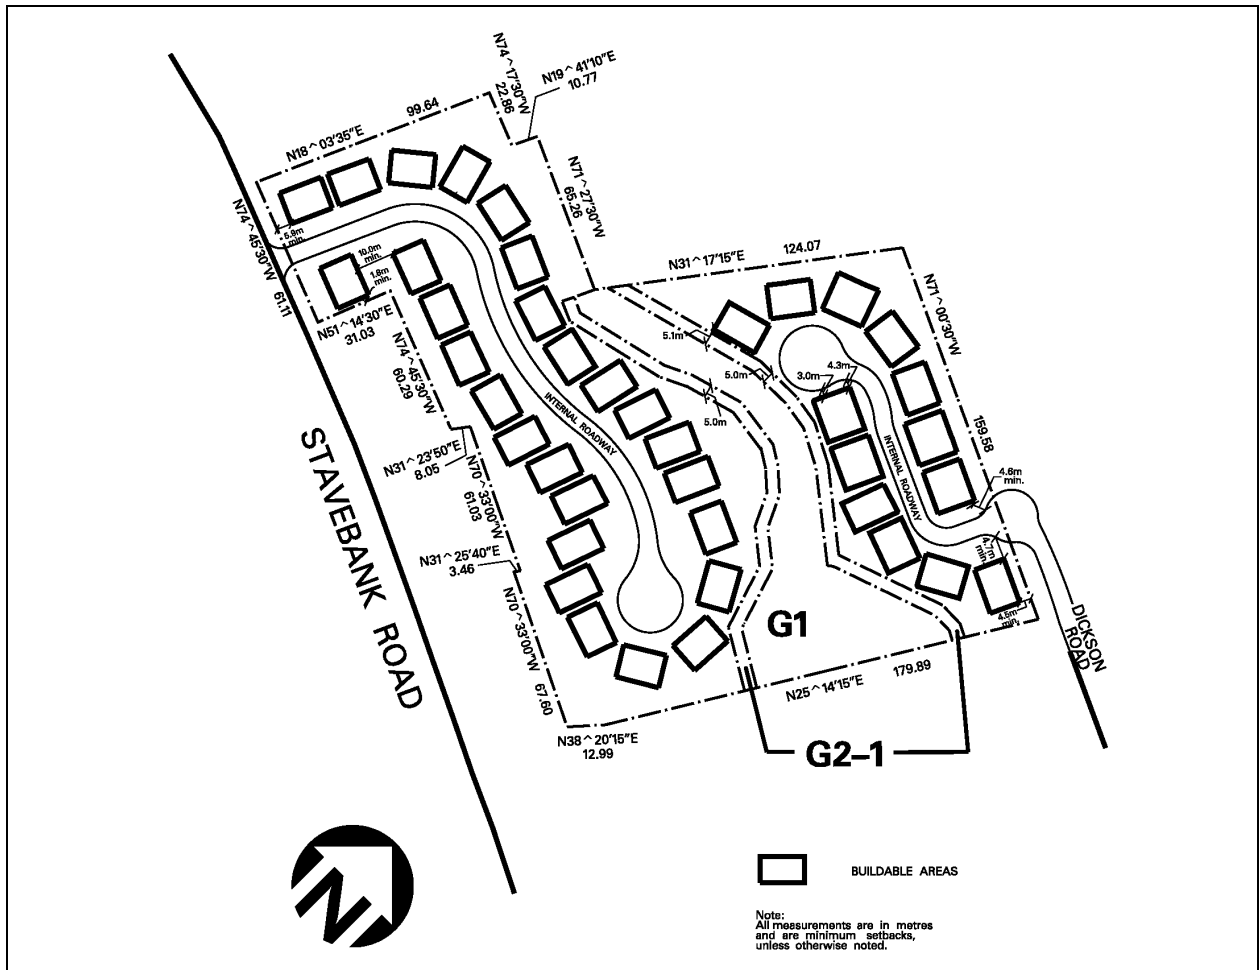 N74^17'30"W
22.86
N19^41'10"E
10.77
99.64
N18^03'35"E
N71^27'30"W
65.26
N74^45'30"W 61.11
5.9m
min.
10.0m
min.
1.8m
min.
N51^14'30"E
31.03
N74^45'30"W
60.29
N31^23'50"E
8.05
N70^33'00"W
61.03
N31^25'40"E
3.46
N70^33'00"W 67.60
N38^20'15"E
12.99
N31^17'15"E
124.07
N71^00'30"W
159.58
5.1m
5.0m
5.0m
3.0m
4.3m
4.6m
min.
4.7m
min.
4.5m
min.
INTERNAL ROADWAY
INTERNAL ROADWAY
STAVEBANK ROAD
DICKSON
ROAD
G1
N25^14'15"E
179.89
G2-1
N
BUILDABLE AREAS
Note:
All measurements are in metres
and are minimum setbacks,
unless otherwise noted.